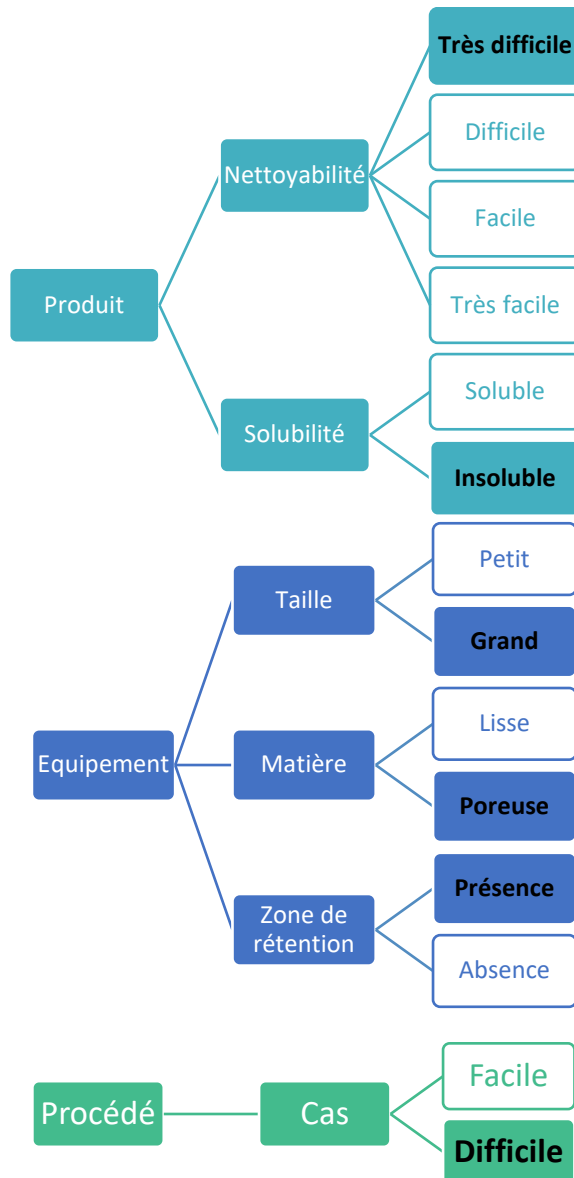 Très difficile
Difficile
Nettoyabilité
Facile
Produit
Très facile
Soluble
Solubilité
Insoluble
Petit
Taille
Grand
Lisse
Equipement
Matière
Poreuse
Présence
Zone de
rétention
Absence
Facile
Procédé
Cas
Difficile